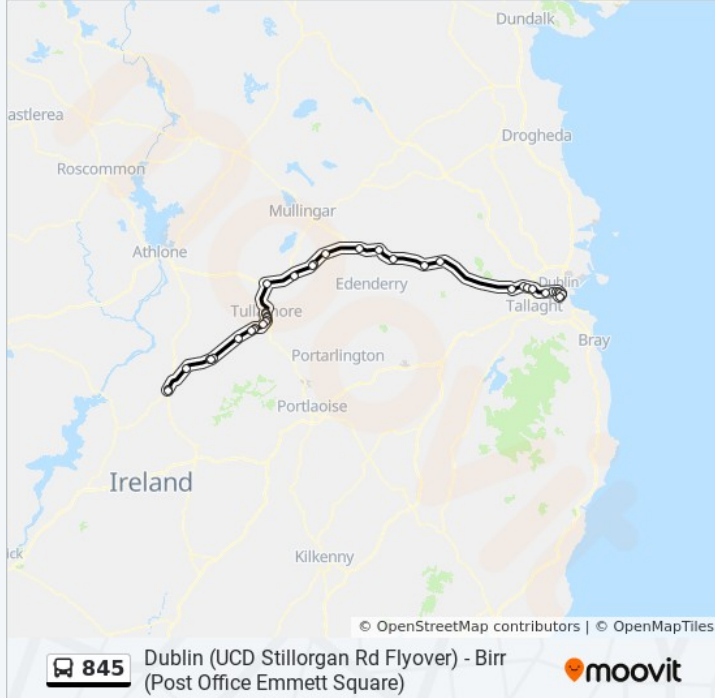 Dundalk
astlerea
Drogheda
Roscommon
Mullingar
Athlone
Dublin
Edenderry
Tallaght
Tullamore
Bray
Portarlington
Portlaoise
Ireland
Kilkenny
ick
© OpenStreetMap contributors | © OpenMapTiles
845
Dublin (UCD Stillorgan Rd Flyover) - Birr
(Post Office Emmett Square)
moovit